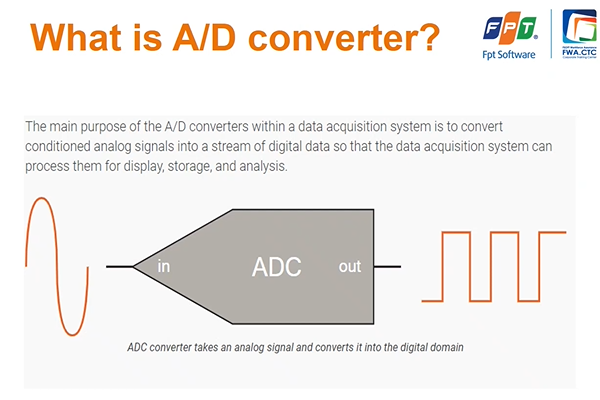 What is A/D converter?
FPT
Fpt Software
FWA.CTC
The main purpose of the A/D converters within a data acquisition system is to convert
conditioned analog signals into a stream of digital data so that the data acquisition system can
process them for display, storage, and analysis.
in
ADC
out
ADC converter takes an analog signal and converts it into the digital domain